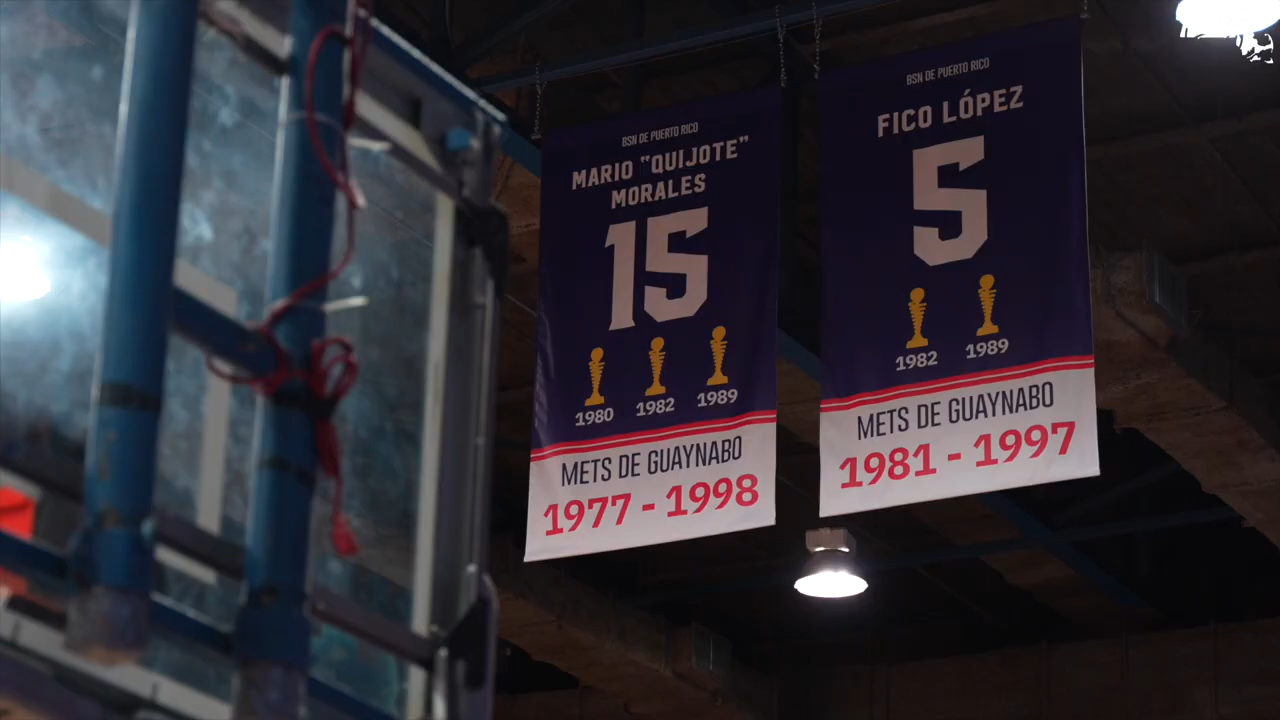 BSN DE PUERTO RICO
MARIO "QUIJOTE"
MORALES
15
1980 1982 1989
METS DE GUAYNABO
1977 - 1998
BSN DE PUERTO RICO
FICO LÓPEZ
5
1982 1989
METS DE GUAYNABO
1981 - 1997